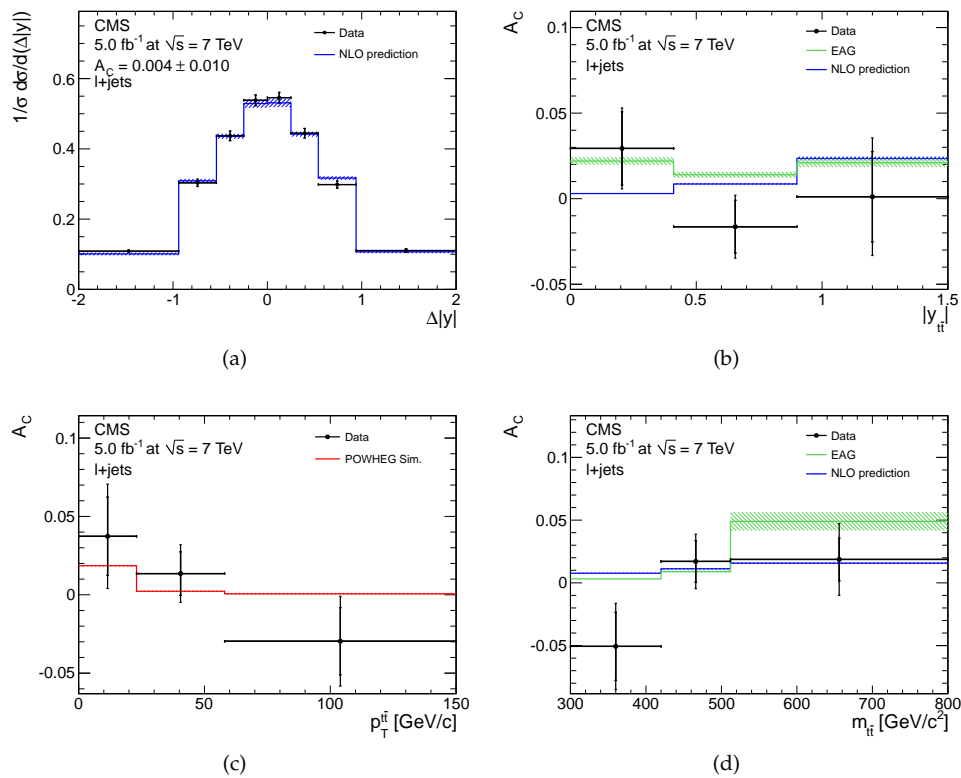 CMS
5.0 fb⁻¹ at √s = 7 TeV
A_C = 0.004 ± 0.010
l+jets
Data
NLO prediction
1/σ dσ/d(Δ|y|)
0.6
0.4
0.2
0
-2 -1 0 1 2
Δ|y|
(a)
CMS
5.0 fb⁻¹ at √s = 7 TeV
l+jets
Data
EAG
NLO prediction
A_C
0.1
0.05
0
-0.05
0 0.5 1 1.5
|y_tt̄|
(b)
CMS
5.0 fb⁻¹ at √s = 7 TeV
l+jets
Data
POWHEG Sim.
A_C
0.1
0.05
0
-0.05
0 50 100 150
p_T^tt̄ [GeV/c]
(c)
CMS
5.0 fb⁻¹ at √s = 7 TeV
l+jets
Data
EAG
NLO prediction
A_C
0.1
0.05
0
-0.05
300 400 500 600 700 800
m_tt̄ [GeV/c²]
(d)